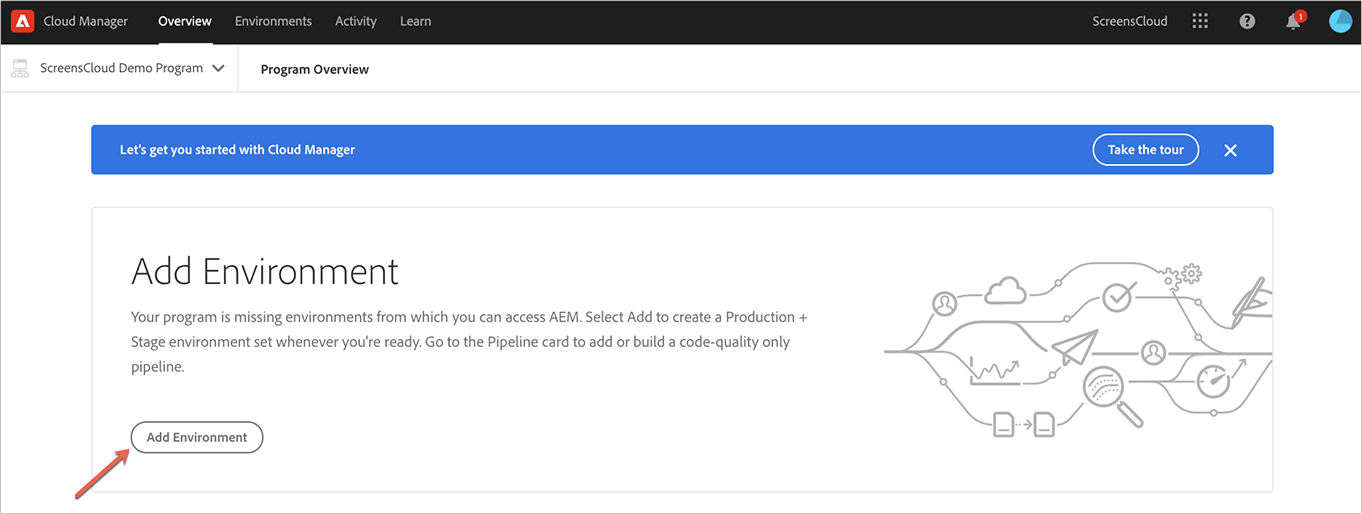 Cloud Manager Overview Environments Activity Learn ScreensCloud 1
ScreensCloud Demo Program Program Overview
Let's get you started with Cloud Manager Take the tour
Add Environment
Your program is missing environments from which you can access AEM. Select Add to create a Production +
Stage environment set whenever you're ready. Go to the Pipeline card to add or build a code-quality only
pipeline.
Add Environment